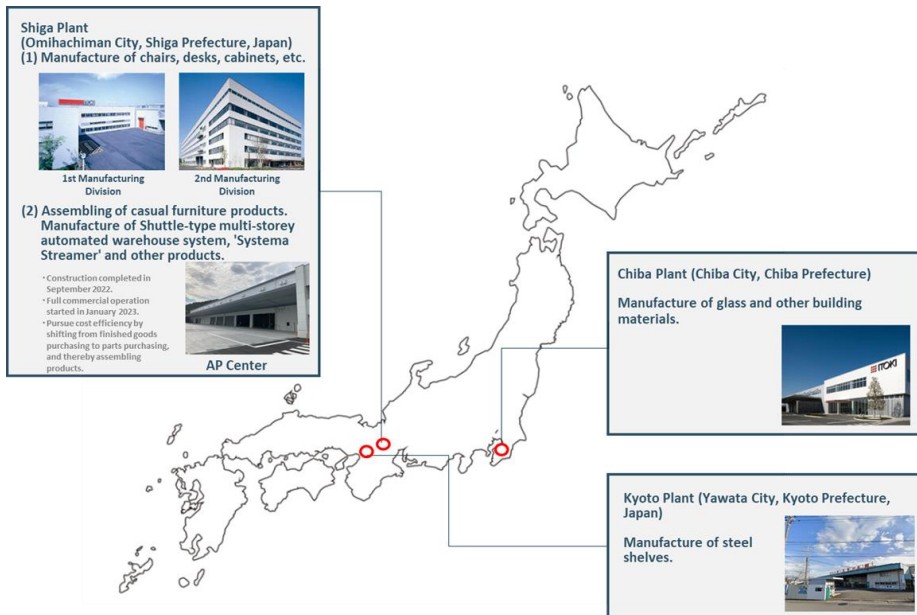 Shiga Plant
(Omihachiman City, Shiga Prefecture, Japan)
(1) Manufacture of chairs, desks, cabinets, etc.
1st Manufacturing
Division
2nd Manufacturing
Division
(2) Assembling of casual furniture products.
Manufacture of Shuttle-type multi-storey
automated warehouse system, 'Systema
Streamer' and other products.
・Construction completed in
September 2022.
・Full commercial operation
started in January 2023.
・Pursue cost efficiency by
shifting from finished goods
purchasing to parts purchasing,
and thereby assembling
products.
AP Center
Chiba Plant (Chiba City, Chiba Prefecture)
Manufacture of glass and other building
materials.
ITOKI
Kyoto Plant (Yawata City, Kyoto Prefecture,
Japan)
Manufacture of steel
shelves.